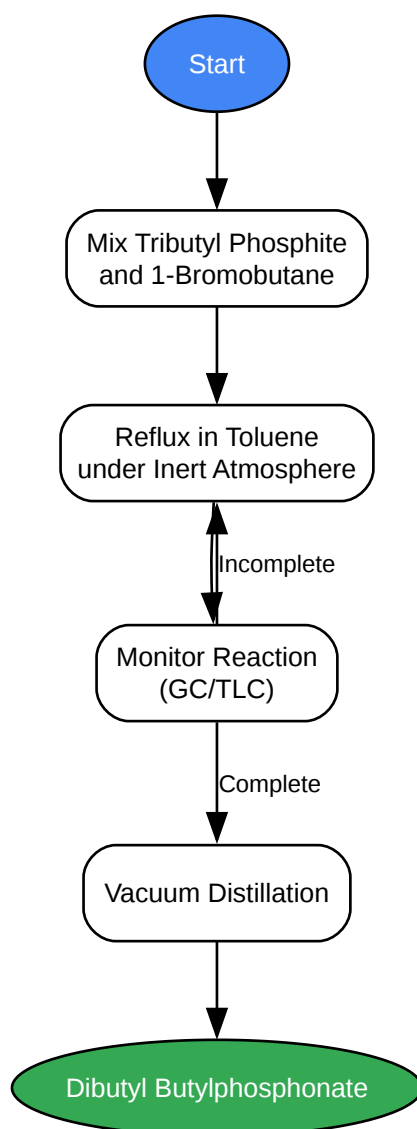 Start
Mix Tributyl Phosphite
and 1-Bromobutane
Reflux in Toluene
under Inert Atmosphere
Incomplete
Monitor Reaction
(GC/TLC)
Complete
Vacuum Distillation
Dibutyl Butylphosphonate